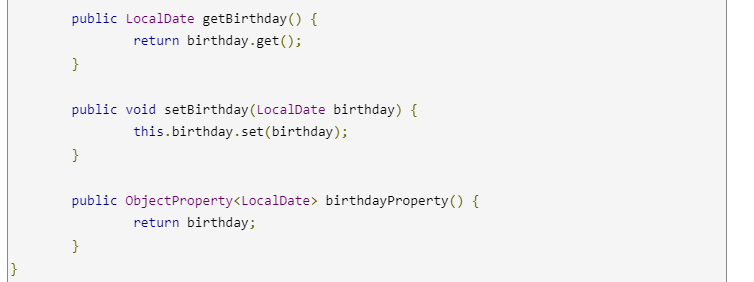 public LocalDate getBirthday() {
return birthday.get();
}
public void setBirthday(LocalDate birthday) {
this.birthday.set(birthday);
}
public ObjectProperty<LocalDate> birthdayProperty() {
return birthday;
}
}